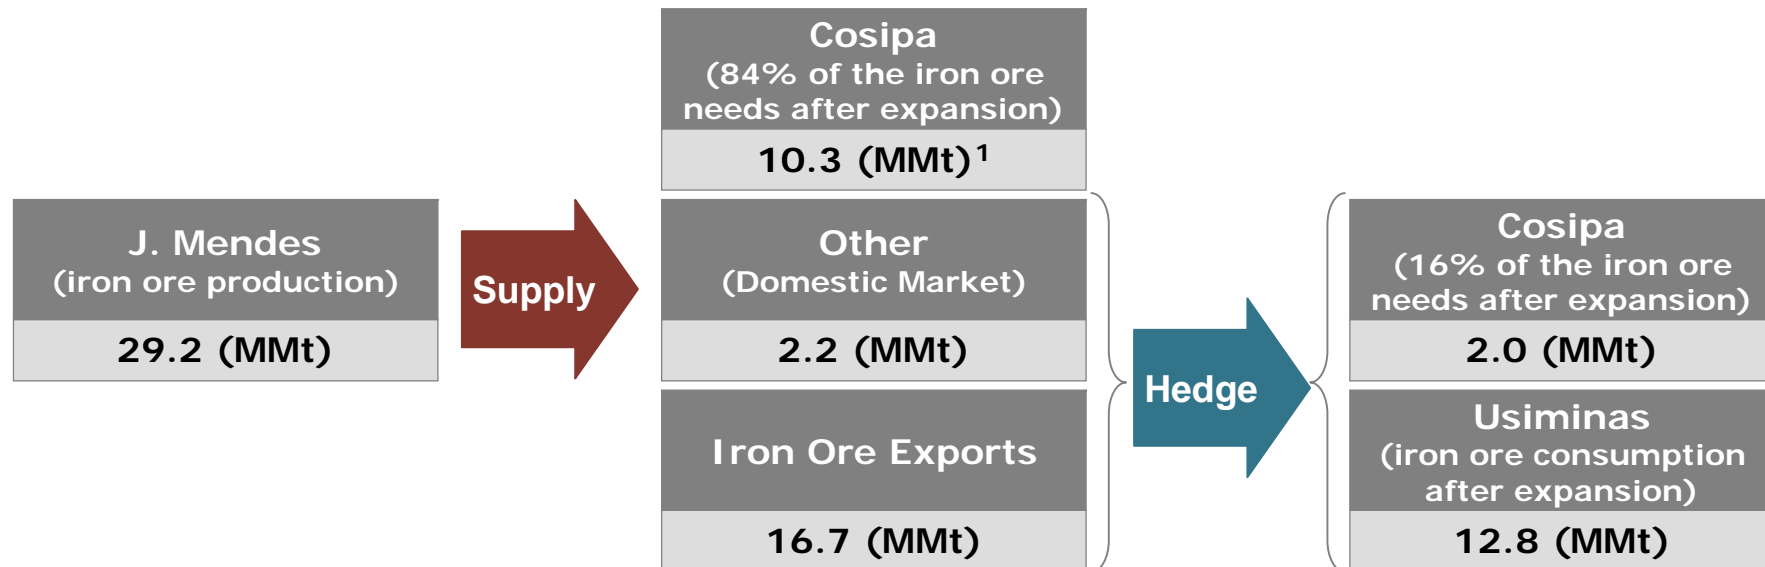 J. Mendes
(iron ore production)
29.2 (MMt)
Supply
Cosipa
(84% of the iron ore
needs after expansion)
10.3 (MMt)¹
Other
(Domestic Market)
2.2 (MMt)
Iron Ore Exports
16.7 (MMt)
Hedge
Cosipa
(16% of the iron ore
needs after expansion)
2.0 (MMt)
Usiminas
(iron ore consumption
after expansion)
12.8 (MMt)